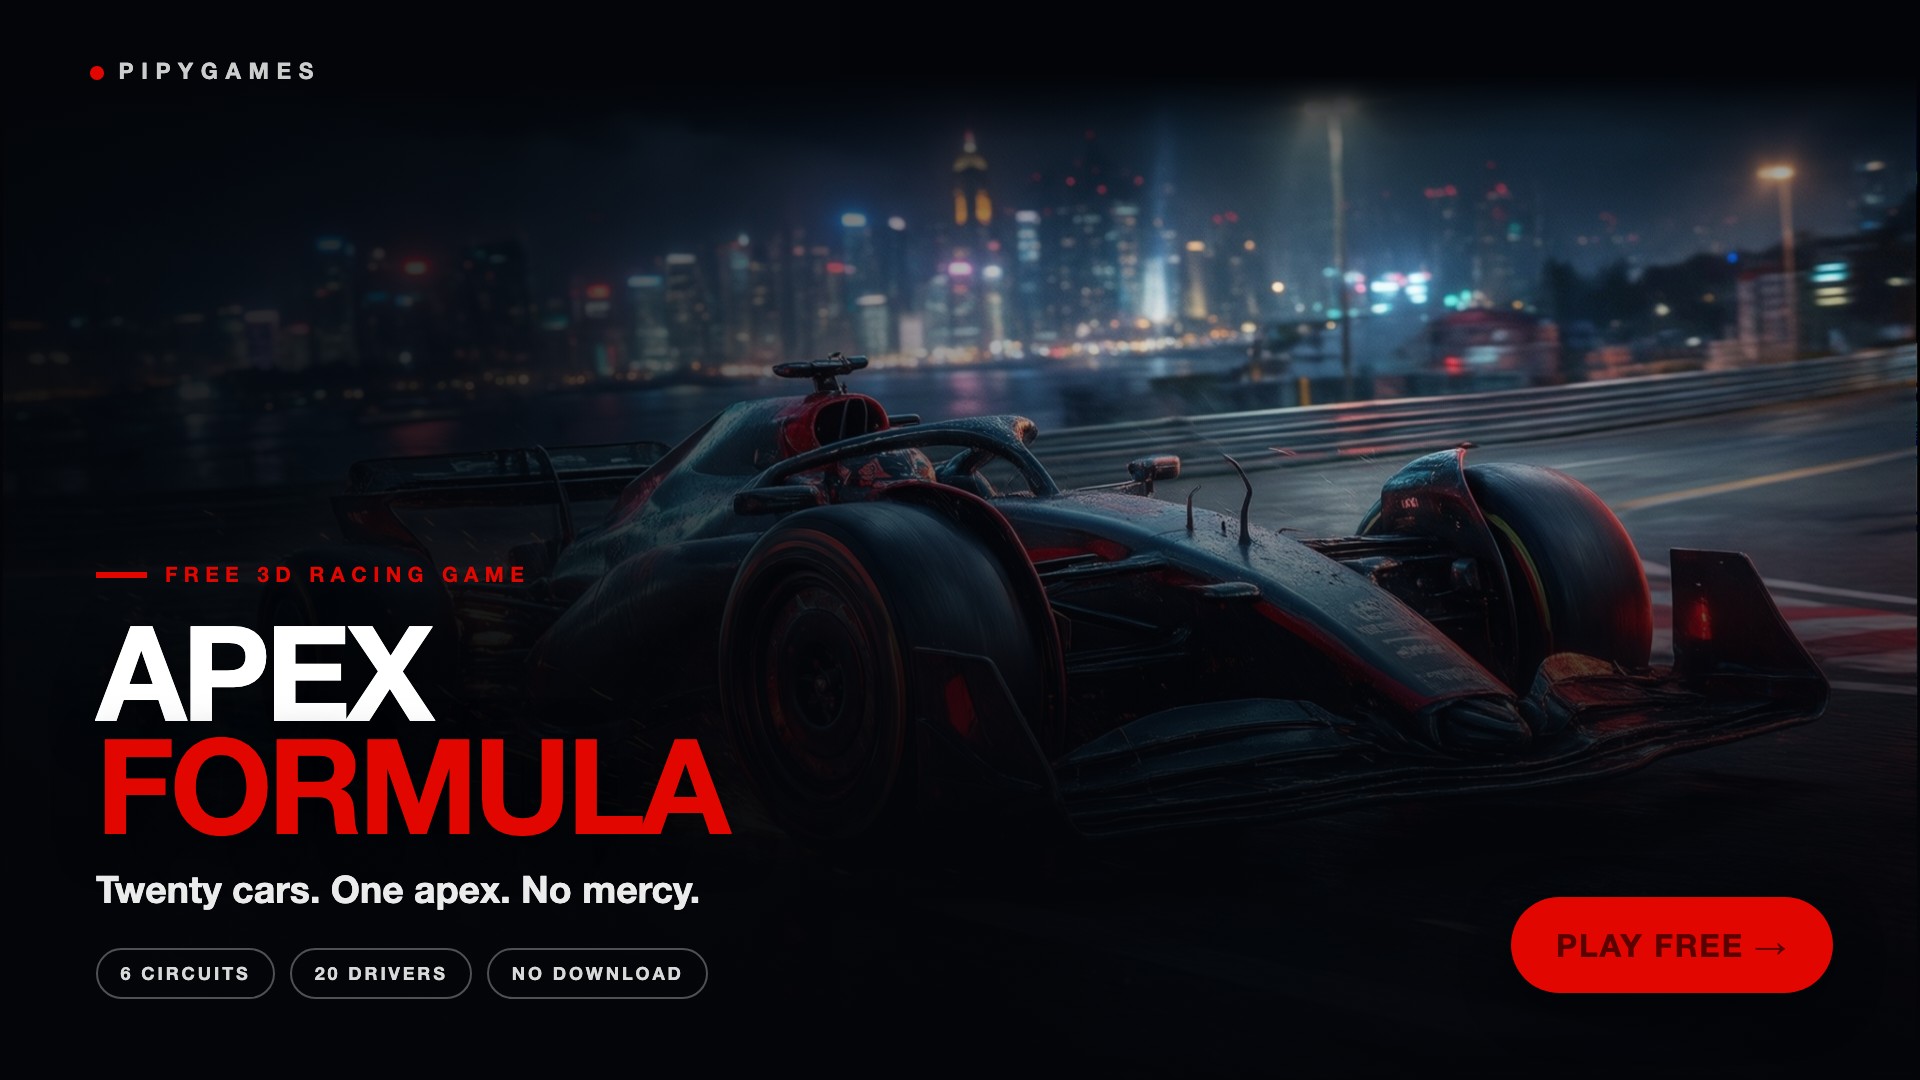 PIPYGAMES
FREE 3D RACING GAME
APEX
FORMULA
Twenty cars. One apex. No mercy.
6 CIRCUITS
20 DRIVERS
NO DOWNLOAD
PLAY FREE →